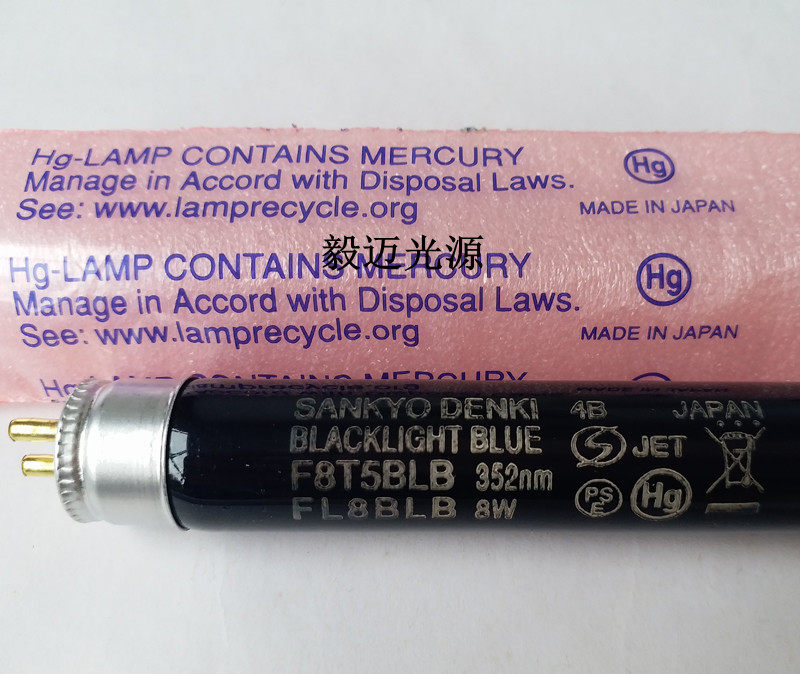 Hg-LAMP CONTAINS MERCURY
Manage in Accord with Disposal Laws.
See: www.lamprecycle.org
Hg
MADE IN JAPAN
毅迈光源
Hg-LAMP CONTAINS MERCURY
Manage in Accord with Disposal Laws.
See: www.lamprecycle.org
Hg
MADE IN JAPAN
SANKYO DENKI 4B JAPAN
BLACKLIGHT BLUE JET
F8T5BLB 352nm
FL8BLB 8W
PS
E
Hg